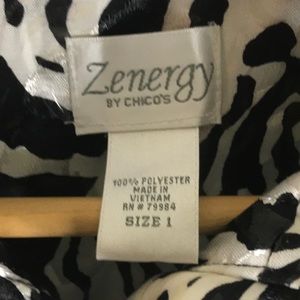 Zenergy
BY CHICO'S
100% POLYESTER
MADE IN
VIETNAM
RN # 79984
SIZE 1